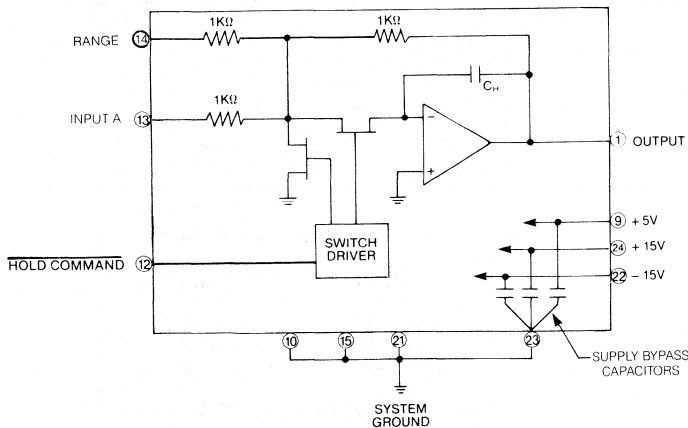 1KΩ
1KΩ
RANGE 14
1KΩ
C_H
INPUT A 13
−
+
1 OUTPUT
9 + 5V
24 + 15V
22 − 15V
SWITCH
DRIVER
HOLD COMMAND 12
10 15 21 23
SUPPLY BYPASS
CAPACITORS
SYSTEM
GROUND